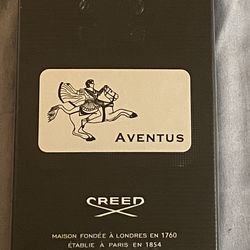 AVENTUS
CREED
MAISON FONDÉE À LONDRES EN 1760
ÉTABLIE À PARIS EN 1854